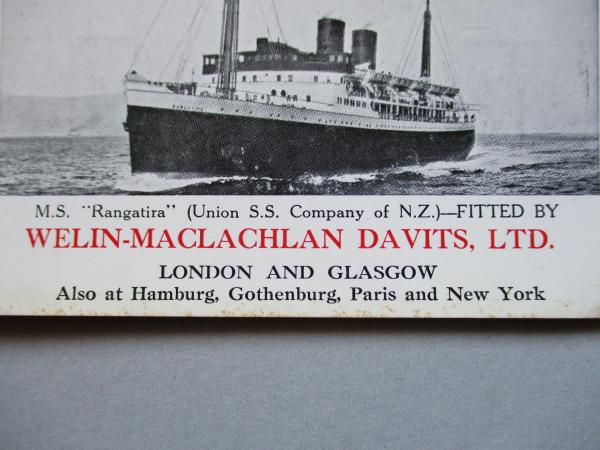 M.S. "Rangatira" (Union S.S. Company of N.Z.)—FITTED BY
WELIN-MACLACHLAN DAVITS, LTD.
LONDON AND GLASGOW
Also at Hamburg, Gothenburg, Paris and New York